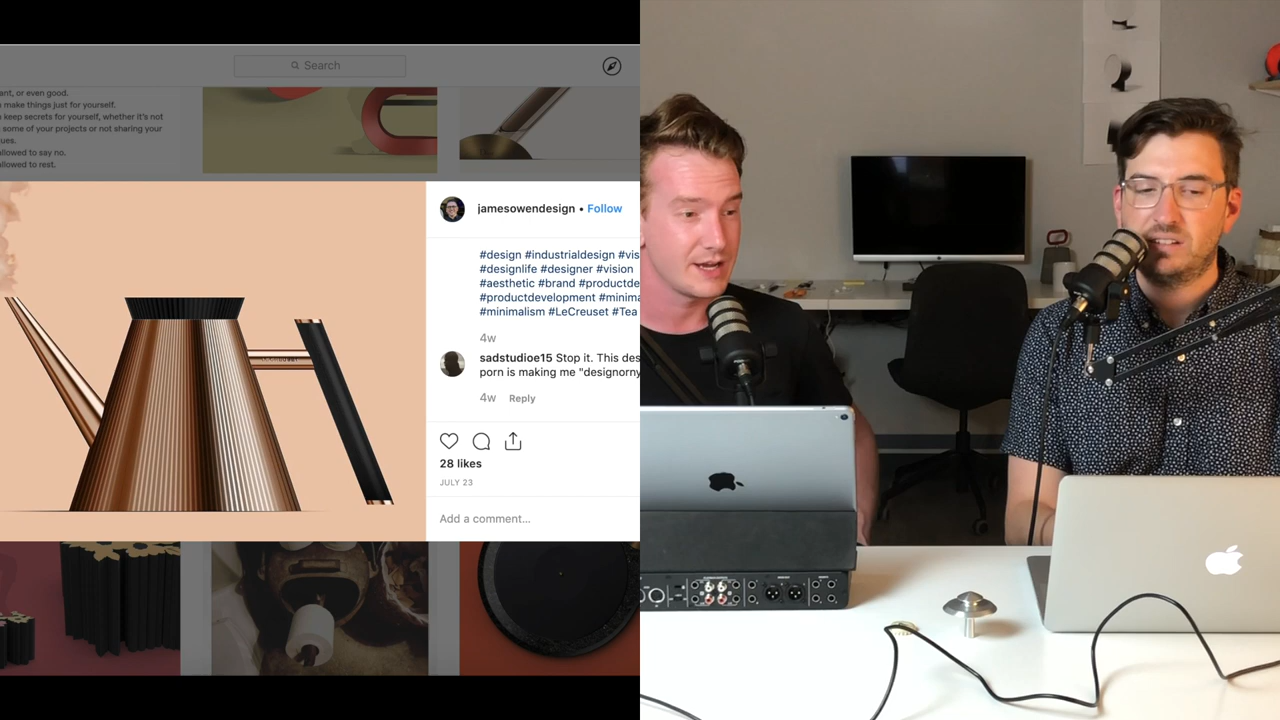 Search
ant, or even good.
make things just for yourself.
keep secrets for yourself, whether it's not
some of your projects or not sharing your
ues.
allowed to say no.
allowed to rest.
jamesowendesign • Follow
#design #industrialdesign #vis
#designlife #designer #vision
#aesthetic #brand #productde
#productdevelopment #minima
#minimalism #LeCreuset #Tea
4w
sadstudioe15 Stop it. This des
porn is making me "designorny
4w Reply
28 likes
JULY 23
Add a comment...